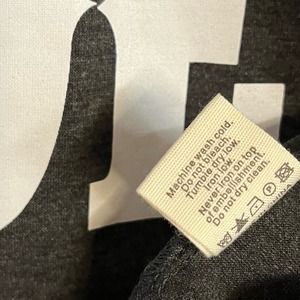 Machine wash cold.
Do not bleach.
Tumble dry low.
Iron low.
Never iron on top
of embellishment.
Do not dry clean.